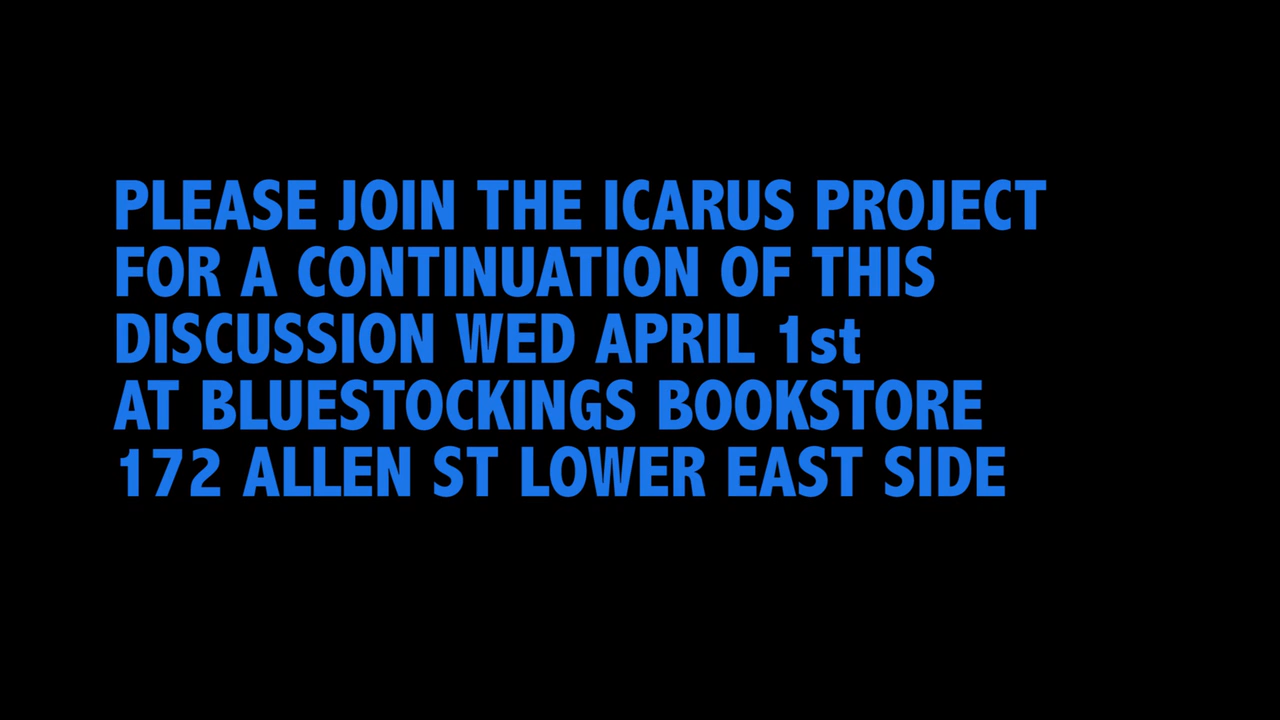 PLEASE JOIN THE ICARUS PROJECT
FOR A CONTINUATION OF THIS
DISCUSSION WED APRIL 1st
AT BLUESTOCKINGS BOOKSTORE
172 ALLEN ST LOWER EAST SIDE